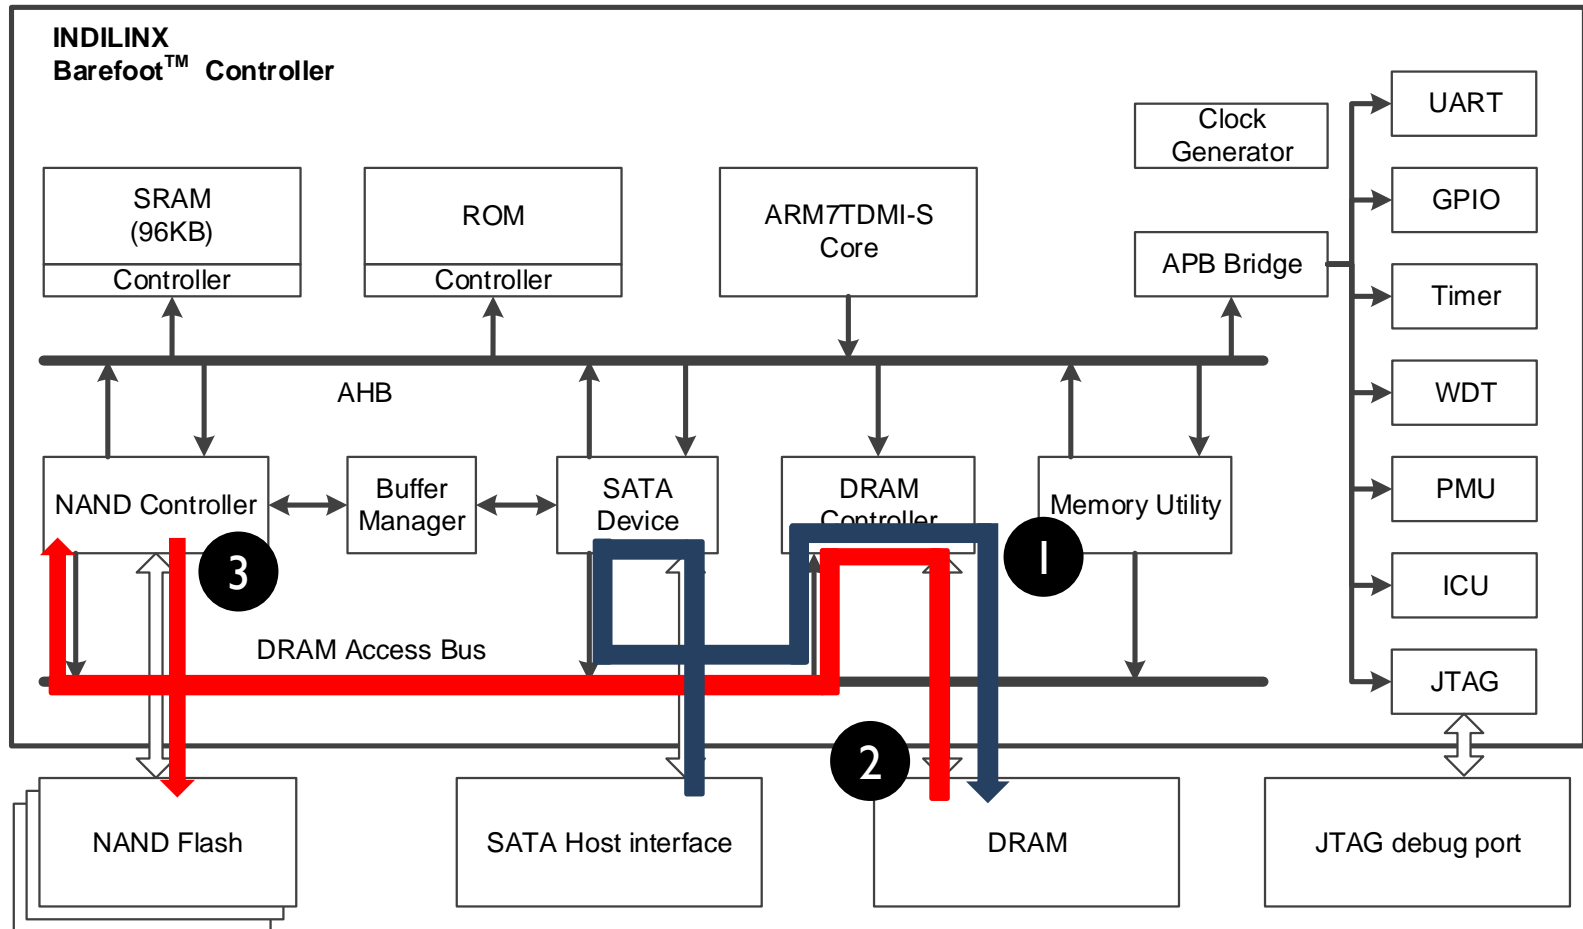 INDILINX
Barefoot™ Controller
UART
Clock
Generator
SRAM
(96KB)
Controller
ROM
Controller
ARM7TDMI-S
Core
GPIO
APB Bridge
Timer
AHB
WDT
NAND Controller
Buffer
Manager
SATA
Device
DRAM
Controller
Memory Utility
PMU
3
1
ICU
DRAM Access Bus
JTAG
2
NAND Flash
SATA Host interface
DRAM
JTAG debug port